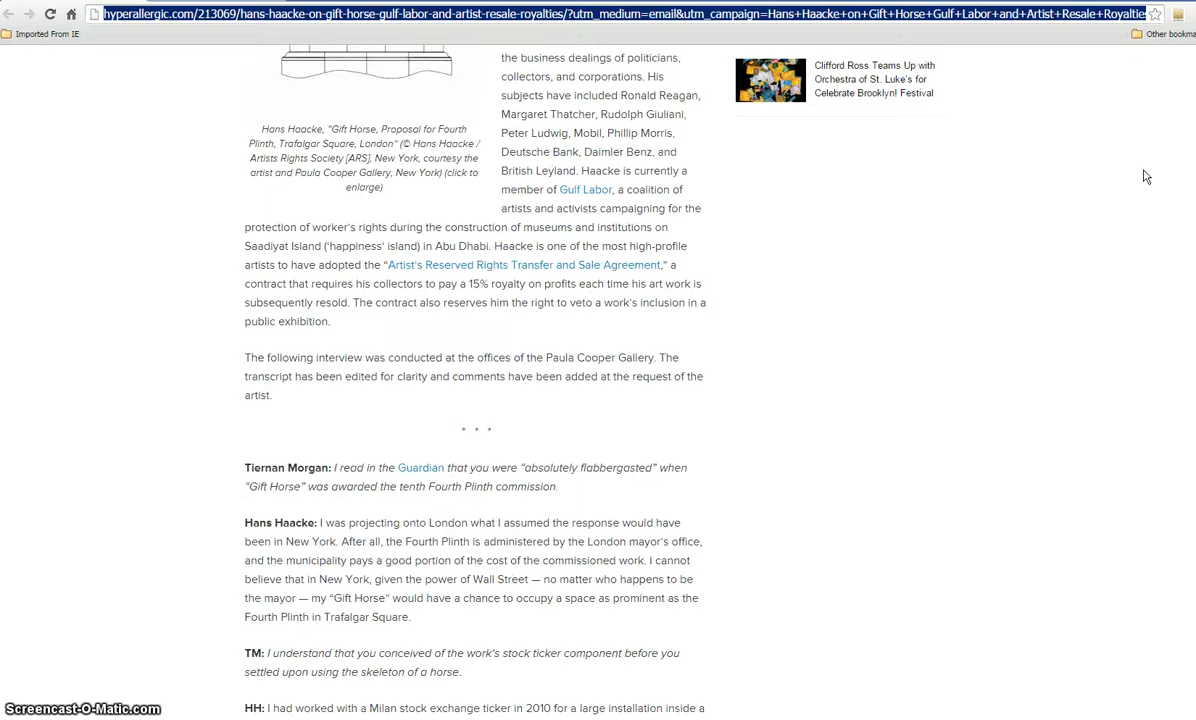 hyperallergic.com/213069/hans-haacke-on-gift-horse-gulf-labor-and-artist-resale-royalties/?utm_medium=email&utm_campaign=Hans+Haacke+on+Gift+Horse+Gulf+Labor+and+Artist+Resale+Royalties
Imported From IE
Other bookma
the business dealings of politicians,
collectors, and corporations. His
subjects have included Ronald Reagan,
Margaret Thatcher, Rudolph Giuliani,
Peter Ludwig, Mobil, Phillip Morris,
Deutsche Bank, Daimler Benz, and
British Leyland. Haacke is currently a
member of Gulf Labor, a coalition of
artists and activists campaigning for the
Hans Haacke, "Gift Horse, Proposal for Fourth
Plinth, Trafalgar Square, London" (© Hans Haacke /
Artists Rights Society [ARS], New York, courtesy the
artist and Paula Cooper Gallery, New York) (click to
enlarge)
protection of worker's rights during the construction of museums and institutions on
Saadiyat Island ('happiness' island) in Abu Dhabi. Haacke is one of the most high-profile
artists to have adopted the "Artist's Reserved Rights Transfer and Sale Agreement," a
contract that requires his collectors to pay a 15% royalty on profits each time his art work is
subsequently resold. The contract also reserves him the right to veto a work's inclusion in a
public exhibition.
The following interview was conducted at the offices of the Paula Cooper Gallery. The
transcript has been edited for clarity and comments have been added at the request of the
artist.
* * *
Tiernan Morgan: I read in the Guardian that you were "absolutely flabbergasted" when
"Gift Horse" was awarded the tenth Fourth Plinth commission.
Hans Haacke: I was projecting onto London what I assumed the response would have
been in New York. After all, the Fourth Plinth is administered by the London mayor's office,
and the municipality pays a good portion of the cost of the commissioned work. I cannot
believe that in New York, given the power of Wall Street — no matter who happens to be
the mayor — my "Gift Horse" would have a chance to occupy a space as prominent as the
Fourth Plinth in Trafalgar Square.
TM: I understand that you conceived of the work's stock ticker component before you
settled upon using the skeleton of a horse.
HH: I had worked with a Milan stock exchange ticker in 2010 for a large installation inside a
Clifford Ross Teams Up with
Orchestra of St. Luke's for
Celebrate Brooklyn! Festival
Screencast-O-Matic.com